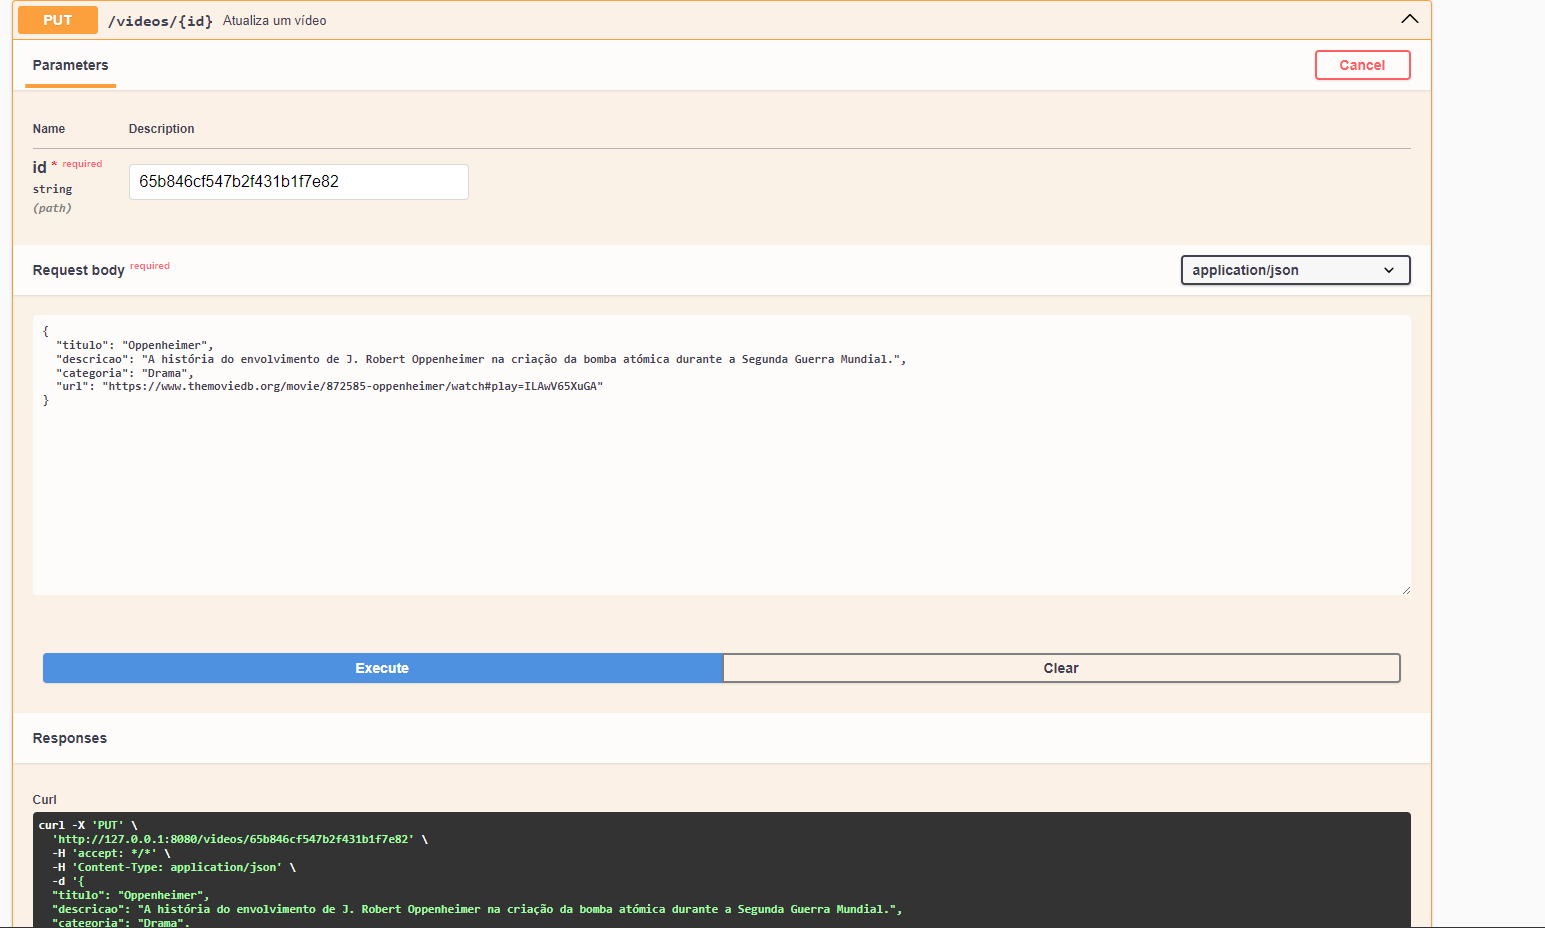 PUT /videos/{id} Atualiza um vídeo
Parameters
Cancel
Name Description
id * required
string
(path)
65b846cf547b2f431b1f7e82
Request body required
application/json
{
"titulo": "Oppenheimer",
"descricao": "A história do envolvimento de J. Robert Oppenheimer na criação da bomba atómica durante a Segunda Guerra Mundial.",
"categoria": "Drama",
"url": "https://www.themoviedb.org/movie/872585-oppenheimer/watch#play=ILAwV65XuGA"
}
Execute
Clear
Responses
Curl
curl -X 'PUT' \
'http://127.0.0.1:8080/videos/65b846cf547b2f431b1f7e82' \
-H 'accept: */*' \
-H 'Content-Type: application/json' \
-d '{
"titulo": "Oppenheimer",
"descricao": "A história do envolvimento de J. Robert Oppenheimer na criação da bomba atómica durante a Segunda Guerra Mundial.",
"categoria": "Drama",